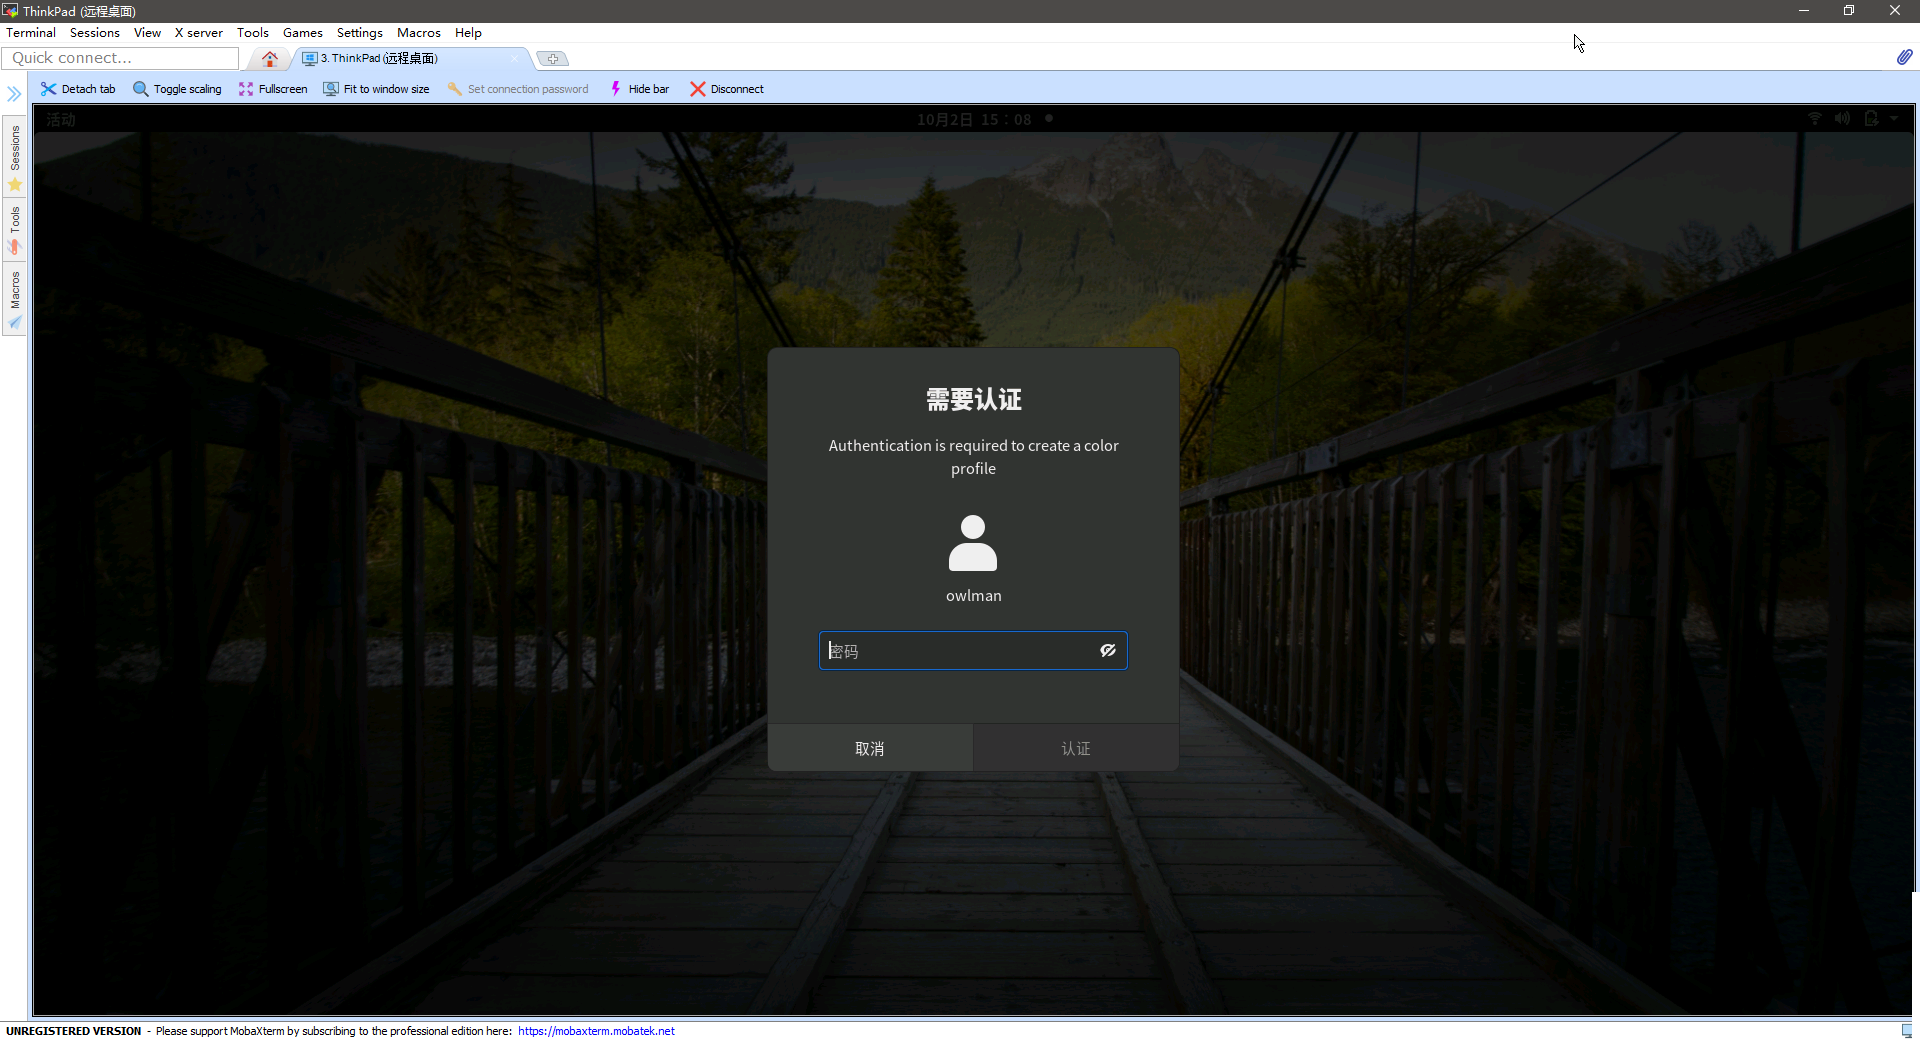 ThinkPad (远程桌面)
Terminal Sessions View X server Tools Games Settings Macros Help
Quick connect...
3. ThinkPad (远程桌面)
Detach tab Toggle scaling Fullscreen Fit to window size Set connection password Hide bar Disconnect
活动
10月2日 15：08
Sessions
Tools
Macros
需要认证
Authentication is required to create a color
profile
owlman
密码
取消 认证
UNREGISTERED VERSION - Please support MobaXterm by subscribing to the professional edition here: https://mobaxterm.mobatek.net